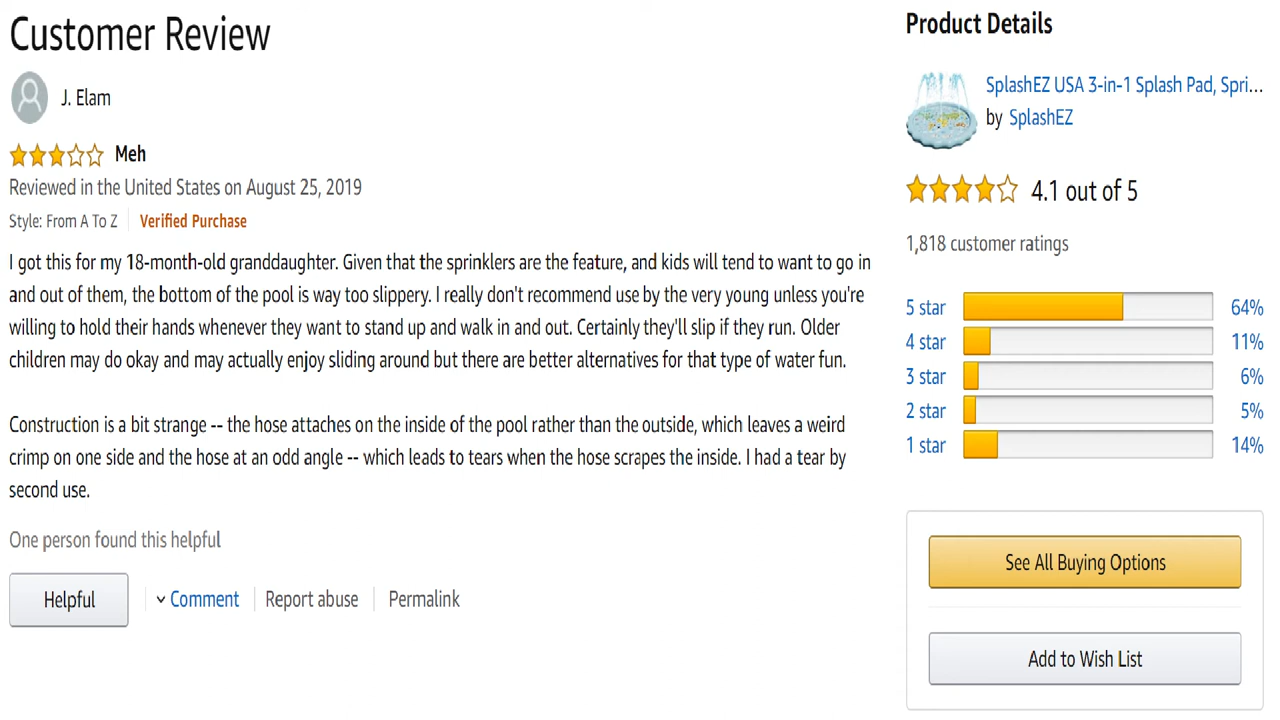 Customer Review
J. Elam
Meh
Reviewed in the United States on August 25, 2019
Style: From A To Z
Verified Purchase
I got this for my 18-month-old granddaughter. Given that the sprinklers are the feature, and kids will tend to want to go in
and out of them, the bottom of the pool is way too slippery. I really don't recommend use by the very young unless you're
willing to hold their hands whenever they want to stand up and walk in and out. Certainly they'll slip if they run. Older
children may do okay and may actually enjoy sliding around but there are better alternatives for that type of water fun.
Construction is a bit strange -- the hose attaches on the inside of the pool rather than the outside, which leaves a weird
crimp on one side and the hose at an odd angle -- which leads to tears when the hose scrapes the inside. I had a tear by
second use.
One person found this helpful
Helpful
Comment
Report abuse
Permalink
Product Details
SplashEZ USA 3-in-1 Splash Pad, Spri...
by SplashEZ
4.1 out of 5
1,818 customer ratings
5 star 64%
4 star 11%
3 star 6%
2 star 5%
1 star 14%
See All Buying Options
Add to Wish List